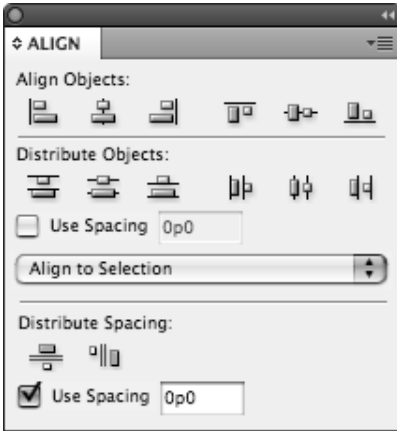 ALIGN
Align Objects:
Distribute Objects:
Use Spacing 0p0
Align to Selection
Distribute Spacing:
Use Spacing 0p0